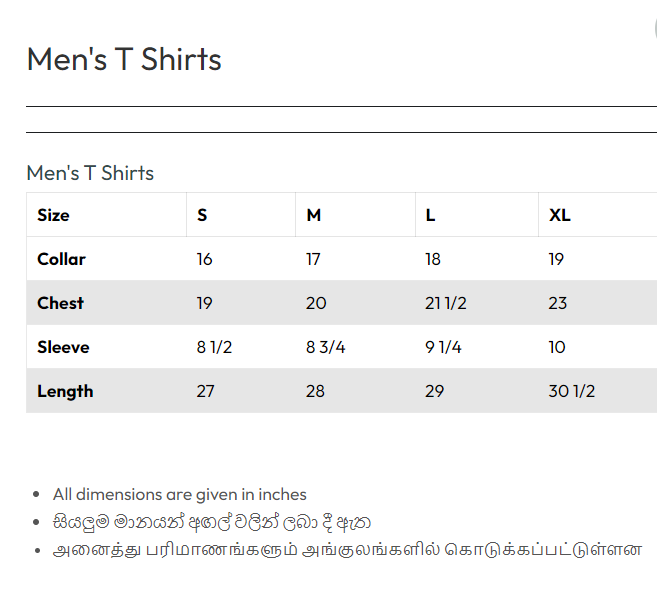 Men's T Shirts
Men's T Shirts
Size S M L XL
Collar 16 17 18 19
Chest 19 20 21 1/2 23
Sleeve 8 1/2 8 3/4 9 1/4 10
Length 27 28 29 30 1/2
All dimensions are given in inches
සියලුම මානයන් අඟල් වලින් ලබා දී ඇත
அனைத்து பரிமாணங்களும் அங்குலங்களில் கொடுக்கப்பட்டுள்ளன